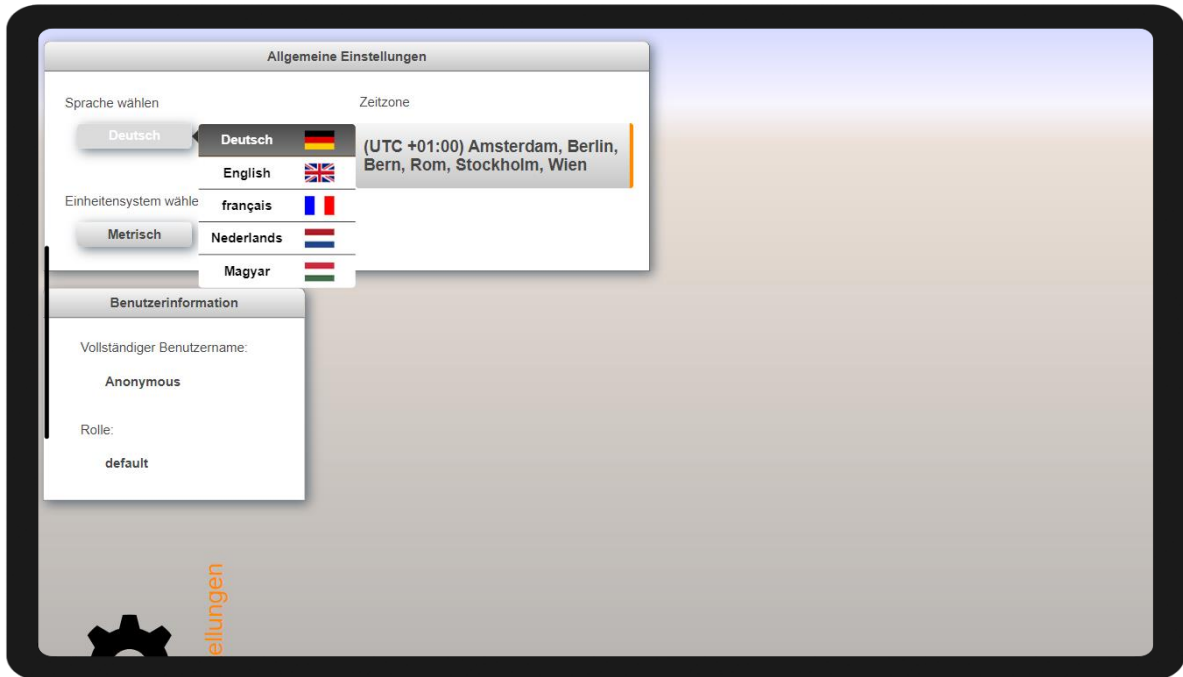 Allgemeine Einstellungen
Sprache wählen
Zeitzone
Deutsch
Deutsch
English
français
Nederlands
Magyar
(UTC +01:00) Amsterdam, Berlin,
Bern, Rom, Stockholm, Wien
Einheitensystem wähle
Metrisch
Benutzerinformation
Vollständiger Benutzername:
Anonymous
Rolle:
default
ellungen